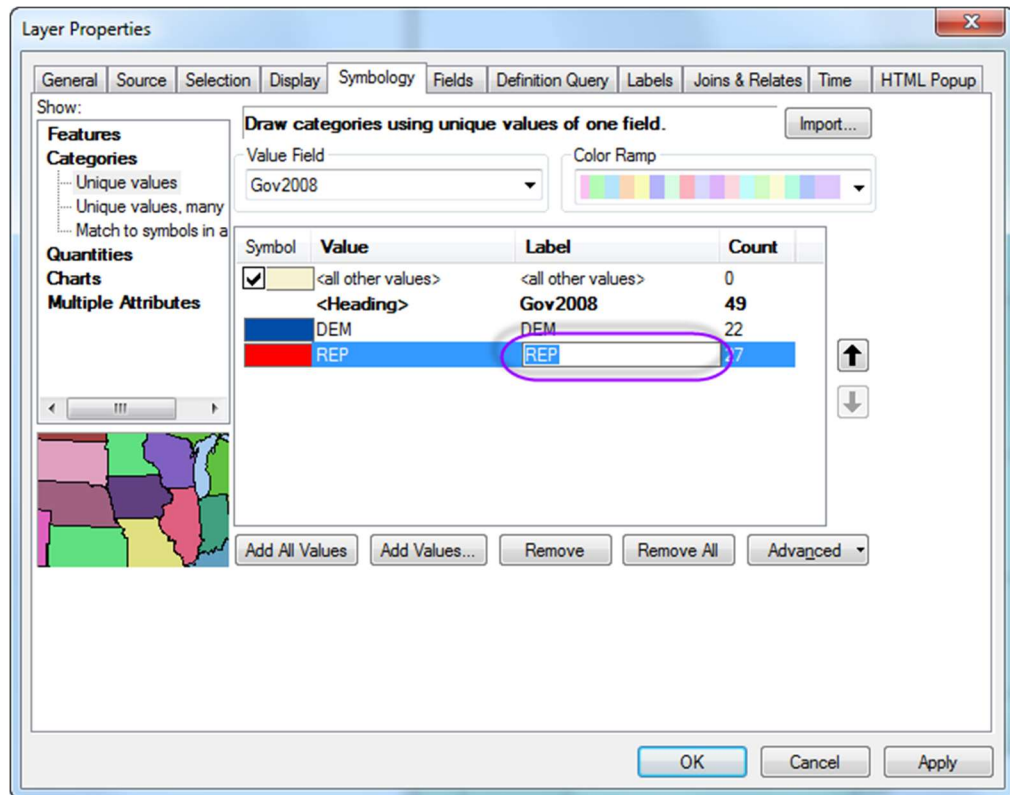 Layer Properties
General Source Selection Display Symbology Fields Definition Query Labels Joins & Relates Time HTML Popup
Show:
Features
Categories
Unique values
Unique values, many
Match to symbols in a
Quantities
Charts
Multiple Attributes
Draw categories using unique values of one field.
Import...
Value Field
Gov2008
Color Ramp
Symbol Value Label Count
<all other values> <all other values> 0
<Heading> Gov2008 49
DEM DEM 22
REP REP 27
Add All Values Add Values... Remove Remove All Advanced
OK Cancel Apply